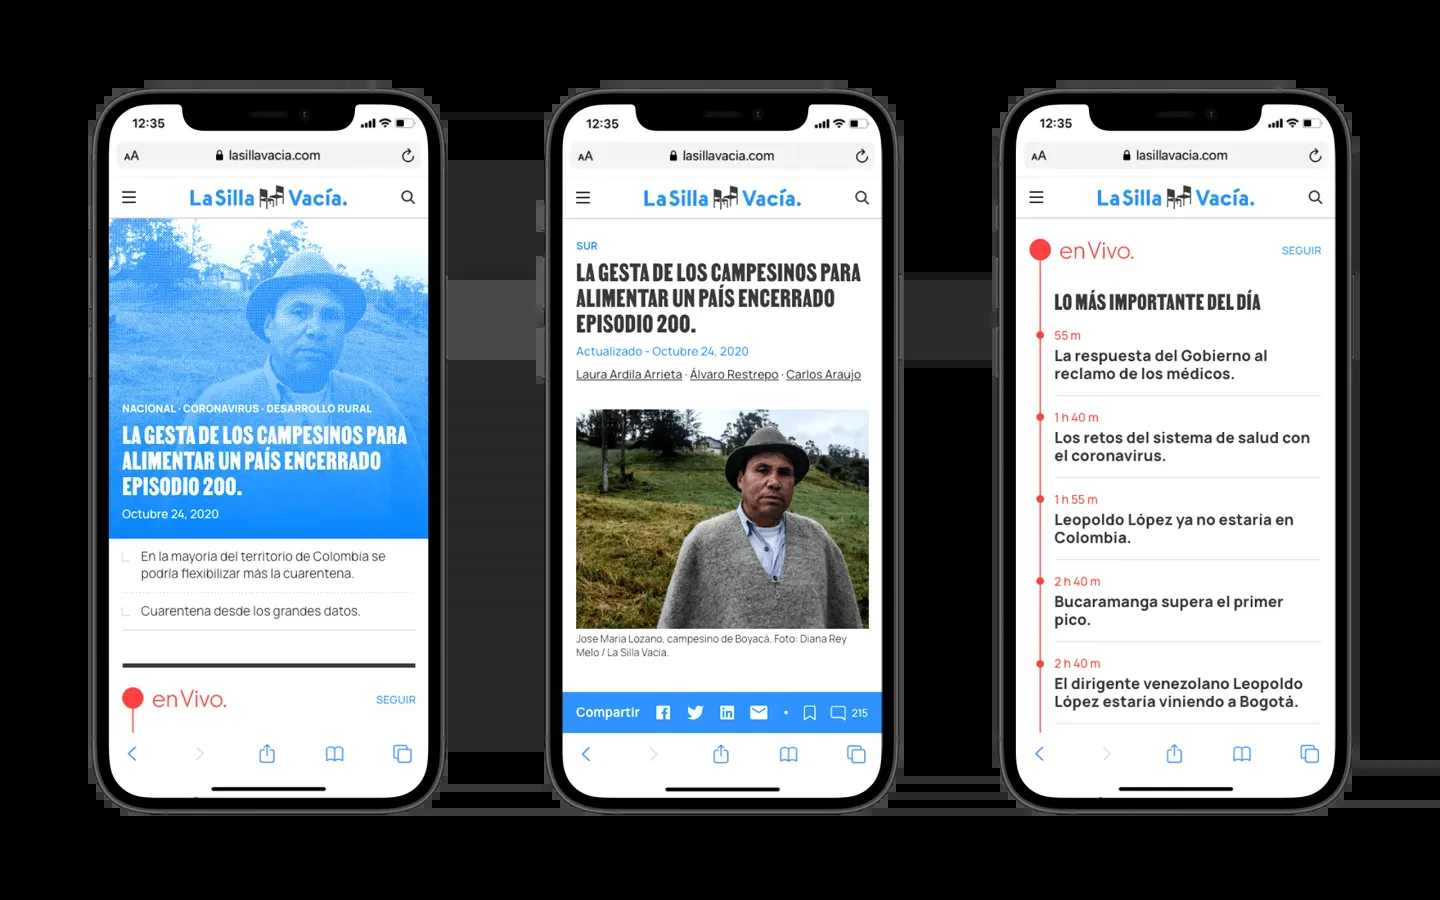 12:35
AA lasillavacia.com
La Silla Vacía.
NACIONAL · CORONAVIRUS · DESARROLLO RURAL
LA GESTA DE LOS CAMPESINOS PARA
ALIMENTAR UN PAÍS ENCERRADO
EPISODIO 200.
Octubre 24, 2020
En la mayoría del territorio de Colombia se
podría flexibilizar más la cuarentena.
Cuarentena desde los grandes datos.
en Vivo.
SEGUIR
12:35
AA lasillavacia.com
La Silla Vacía.
SUR
LA GESTA DE LOS CAMPESINOS PARA
ALIMENTAR UN PAÍS ENCERRADO
EPISODIO 200.
Actualizado - Octubre 24, 2020
Laura Ardila Arrieta · Álvaro Restrepo · Carlos Araujo
Jose Maria Lozano, campesino de Boyacá. Foto: Diana Rey
Melo / La Silla Vacia.
Compartir
215
12:35
AA lasillavacia.com
La Silla Vacía.
en Vivo.
SEGUIR
LO MÁS IMPORTANTE DEL DÍA
55 m
La respuesta del Gobierno al
reclamo de los médicos.
1 h 40 m
Los retos del sistema de salud con
el coronavirus.
1 h 55 m
Leopoldo López ya no estaría en
Colombia.
2 h 40 m
Bucaramanga supera el primer
pico.
2 h 40 m
El dirigente venezolano Leopoldo
López estaría viniendo a Bogotá.